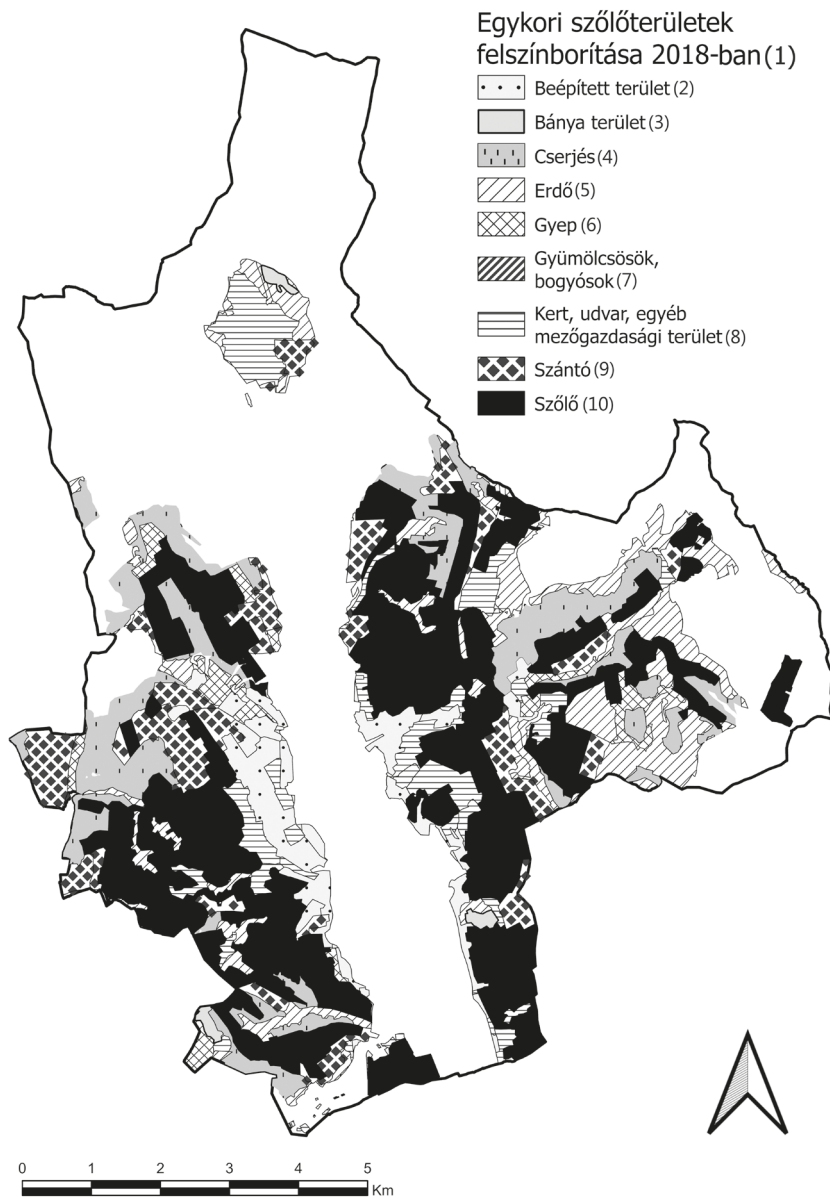 Egykori szőlőterületek
felszínborítása 2018-ban (1)
Beépített terület (2)
Bánya terület (3)
Cserjés (4)
Erdő (5)
Gyep (6)
Gyümölcsösök,
bogyósok (7)
Kert, udvar, egyéb
mezőgazdasági terület (8)
Szántó (9)
Szőlő (10)
0 1 2 3 4 5
Km